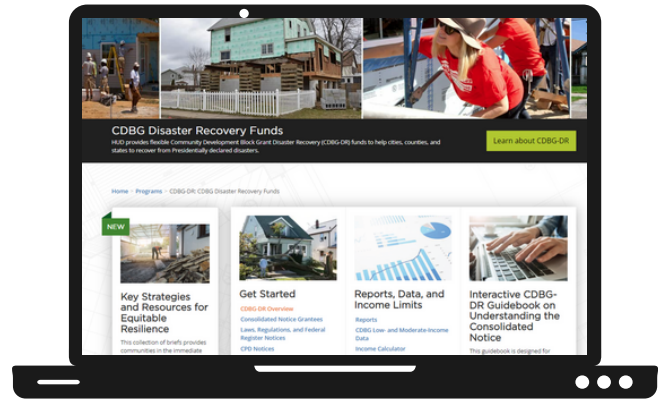 CDBG Disaster Recovery Funds
HUD provides flexible Community Development Block Grant Disaster Recovery (CDBG-DR) funds to help cities, counties, and
states to recover from Presidentially declared disasters.
Learn about CDBG-DR
Home › Programs › CDBG-DR: CDBG Disaster Recovery Funds
NEW
Key Strategies
and Resources for
Equitable
Resilience
This collection of briefs provides
communities in the immediate
Get Started
CDBG-DR Overview
Consolidated Notice Grantees
Laws, Regulations, and Federal
Register Notices
CPD Notices
Reports, Data, and
Income Limits
Reports
CDBG Low- and Moderate-Income
Data
Income Calculator
Interactive CDBG-
DR Guidebook on
Understanding the
Consolidated
Notice
This guidebook is designed for